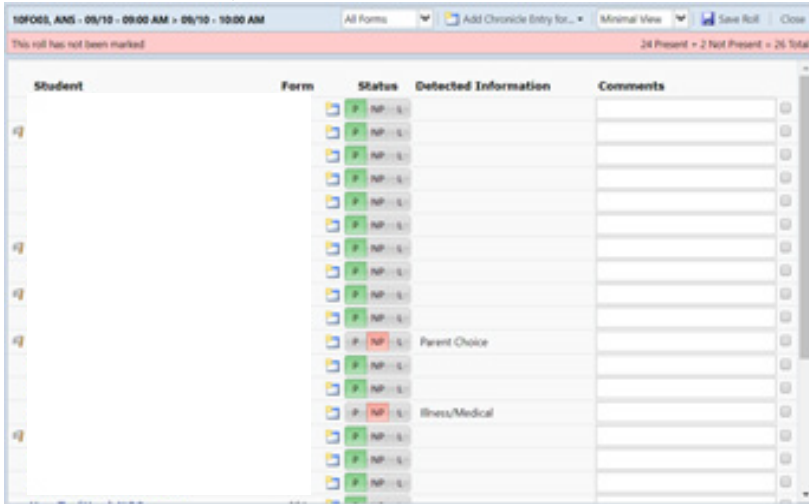 10FO03, ANS - 09/10 - 09:00 AM > 09/10 - 10:00 AM All Forms Add Chronicle Entry for... Minimal View Save Roll Close
This roll has not been marked 24 Present + 2 Not Present = 26 Total
Student Form Status Detected Information Comments
P NP L
P NP L
P NP L
P NP L
P NP L
P NP L
P NP L
P NP L
P NP L
P NP L
P NP L Parent Choice
P NP L
P NP L
P NP L Illness/Medical
P NP L
P NP L
P NP L